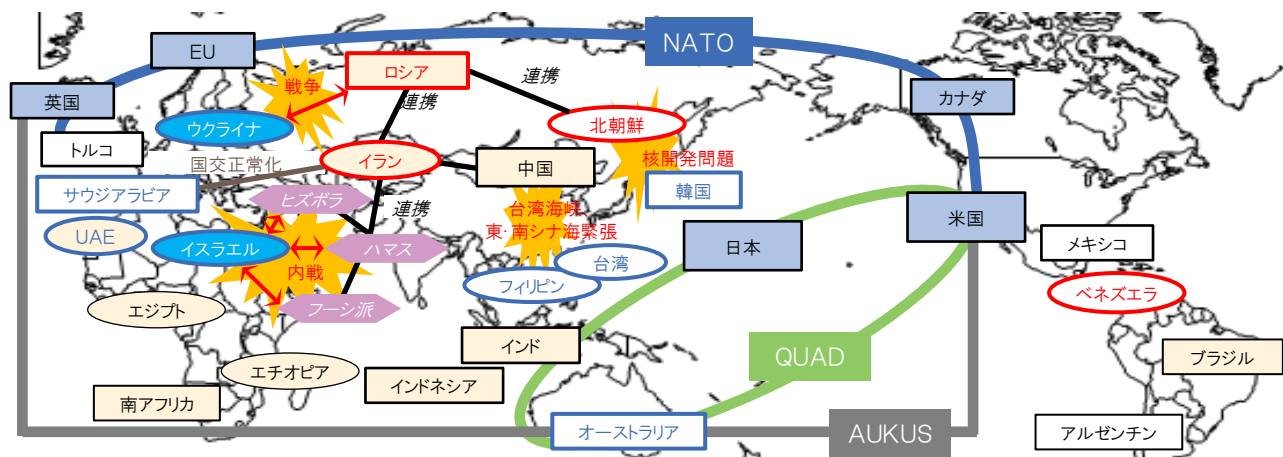 NATO
EU
ロシア
連携
戦争
連携
英国
カナダ
ウクライナ
北朝鮮
トルコ
国交正常化
イラン
中国
核開発問題
サウジアラビア
ヒズボラ
韓国
連携
台湾海峡、
東・南シナ海緊張
米国
UAE
イスラエル
ハマス
日本
メキシコ
台湾
内戦
フィリピン
ベネズエラ
エジプト
フーシ派
インド
QUAD
ブラジル
エチオピア
インドネシア
南アフリカ
オーストラリア
AUKUS
アルゼンチン